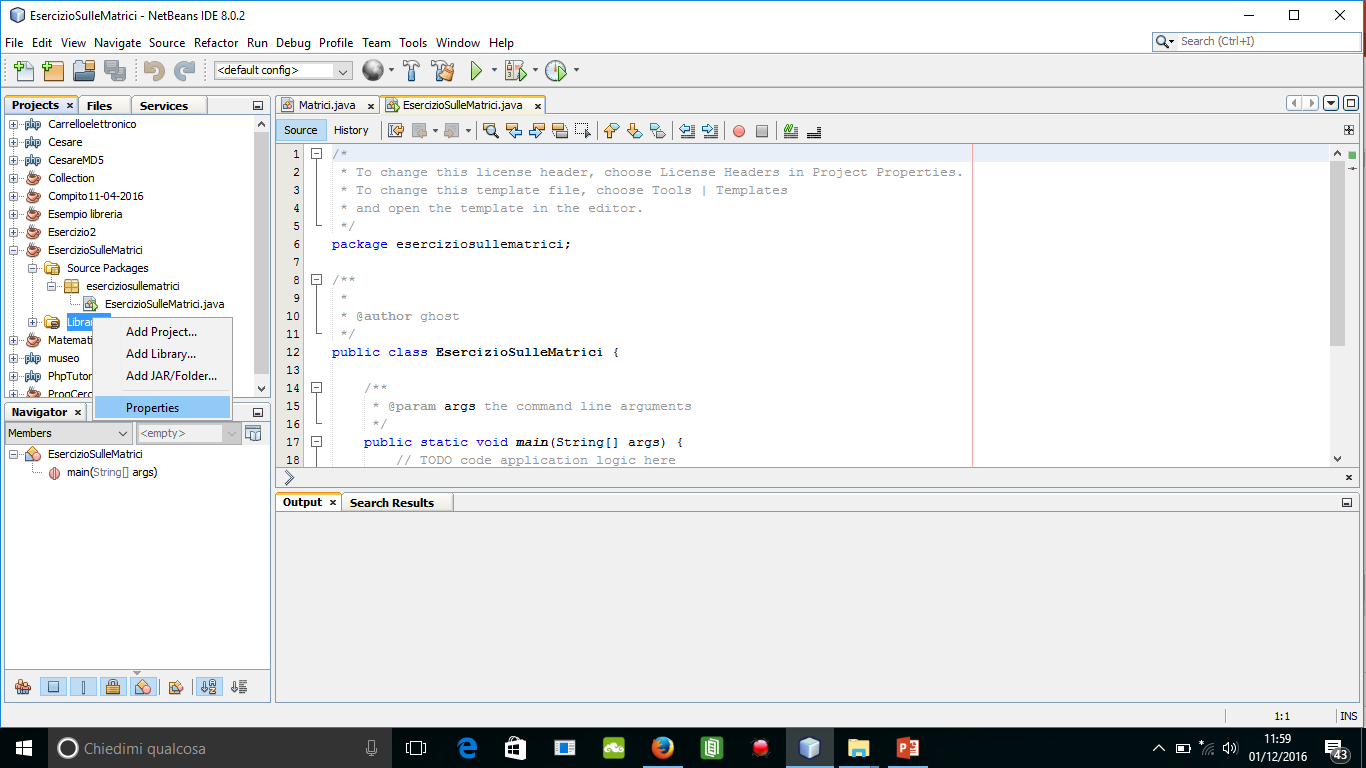 EsercizioSulleMatrici - NetBeans IDE 8.0.2
File Edit View Navigate Source Refactor Run Debug Profile Team Tools Window Help
Search (Ctrl+I)
<default config>
Projects Files Services
Carrelloelettronico
Cesare
CesareMD5
Collection
Compito11-04-2016
Esempio libreria
Esercizio2
EsercizioSulleMatrici
Source Packages
eserciziosullematrici
EsercizioSulleMatrici.java
museo
Add Project...
Add Library...
Add JAR/Folder...
Properties
Navigator
Members <empty>
EsercizioSulleMatrici
main(String[] args)
Matrici.java EsercizioSulleMatrici.java
Source History
1 /*
2 * To change this license header, choose License Headers in Project Properties.
3 * To change this template file, choose Tools | Templates
4 * and open the template in the editor.
5 */
6 package eserciziosullematrici;
7
8 /**
9 *
10 * @author ghost
11 */
12 public class EsercizioSulleMatrici {
13
14 /**
15 * @param args the command line arguments
16 */
17 public static void main(String[] args) {
18 // TODO code application logic here
Output Search Results
1:1 INS
Chiedimi qualcosa
11:59
01/12/2016
43